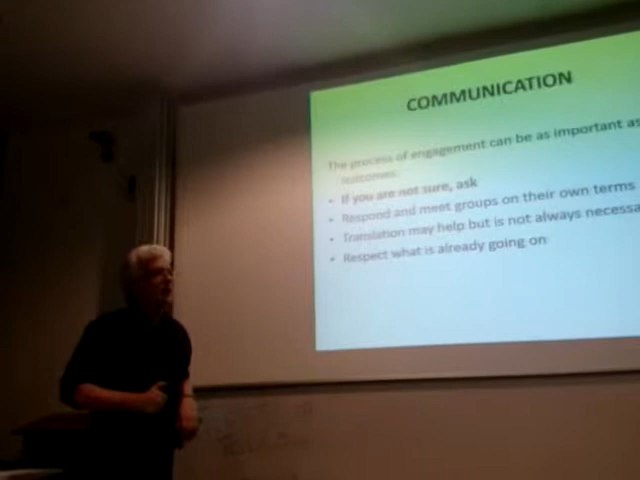 COMMUNICATION
The process of engagement can be as important as
outcomes.
• If you are not sure, ask
• Respond and meet groups on their own terms
• Translation may help but is not always
• Respect what is already going on